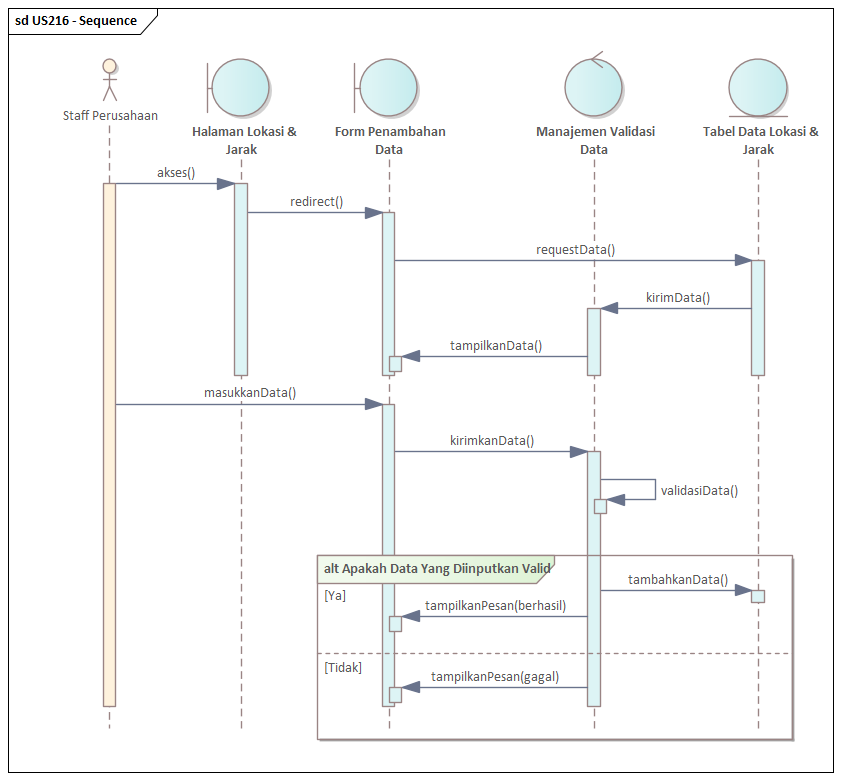 sd US216 - Sequence
Staff Perusahaan
Halaman Lokasi &
Jarak
Form Penambahan
Data
Manajemen Validasi
Data
Tabel Data Lokasi &
Jarak
akses()
redirect()
requestData()
kirimData()
tampilkanData()
masukkanData()
kirimkanData()
validasiData()
alt Apakah Data Yang Diinputkan Valid
tambahkanData()
[Ya]
tampilkanPesan(berhasil)
[Tidak]
tampilkanPesan(gagal)